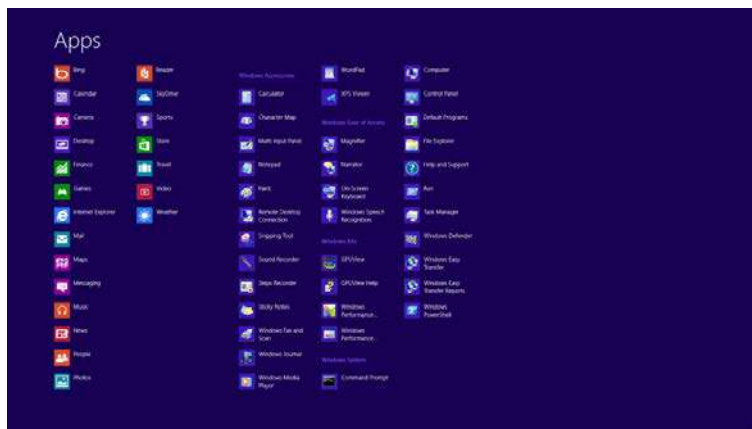 Apps
Bing
Calendar
Camera
Desktop
Finance
Games
Internet Explorer
Mail
Maps
Messaging
Music
News
People
Photos
Reader
SkyDrive
Sports
Store
Travel
Video
Weather
Windows Accessories
Calculator
Character Map
Math Input Panel
Notepad
Paint
Remote Desktop
Connection
Snipping Tool
Sound Recorder
Steps Recorder
Sticky Notes
Windows Fax and
Scan
Windows Journal
Windows Media
Player
WordPad
XPS Viewer
Windows Ease of Access
Magnifier
Narrator
On-Screen
Keyboard
Windows Speech
Recognition
Windows Kits
GPUView
GPUView Help
Windows
Performance...
Windows
Performance...
Windows System
Command Prompt
Computer
Control Panel
Default Programs
File Explorer
Help and Support
Run
Task Manager
Windows Defender
Windows Easy
Transfer
Windows Easy
Transfer Reports
Windows
PowerShell